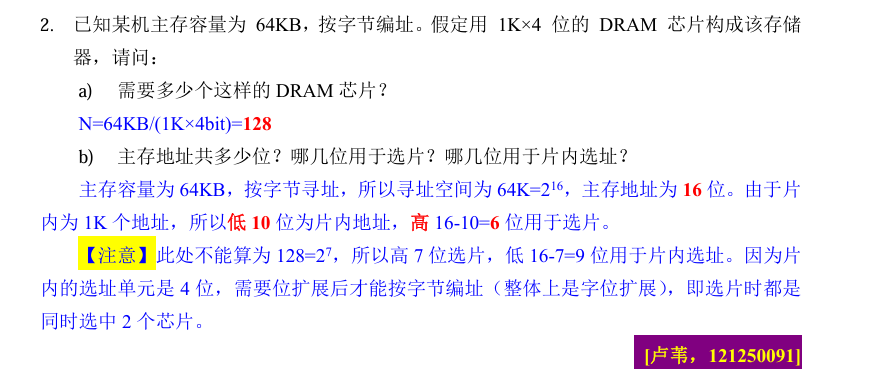 2. 已知某机主存容量为 64KB，按字节编址。假定用 1K×4 位的 DRAM 芯片构成该存储
器，请问：
a) 需要多少个这样的 DRAM 芯片？
N=64KB/(1K×4bit)=128
b) 主存地址共多少位？哪几位用于选片？哪几位用于片内选址？
主存容量为 64KB，按字节寻址，所以寻址空间为 64K=2¹⁶，主存地址为 16 位。由于片
内为 1K 个地址，所以低 10 位为片内地址，高 16-10=6 位用于选片。
【注意】此处不能算为 128=2⁷，所以高 7 位选片，低 16-7=9 位用于片内选址。因为片
内的选址单元是 4 位，需要位扩展后才能按字节编址（整体上是字位扩展），即选片时都是
同时选中 2 个芯片。
[卢苇，121250091]